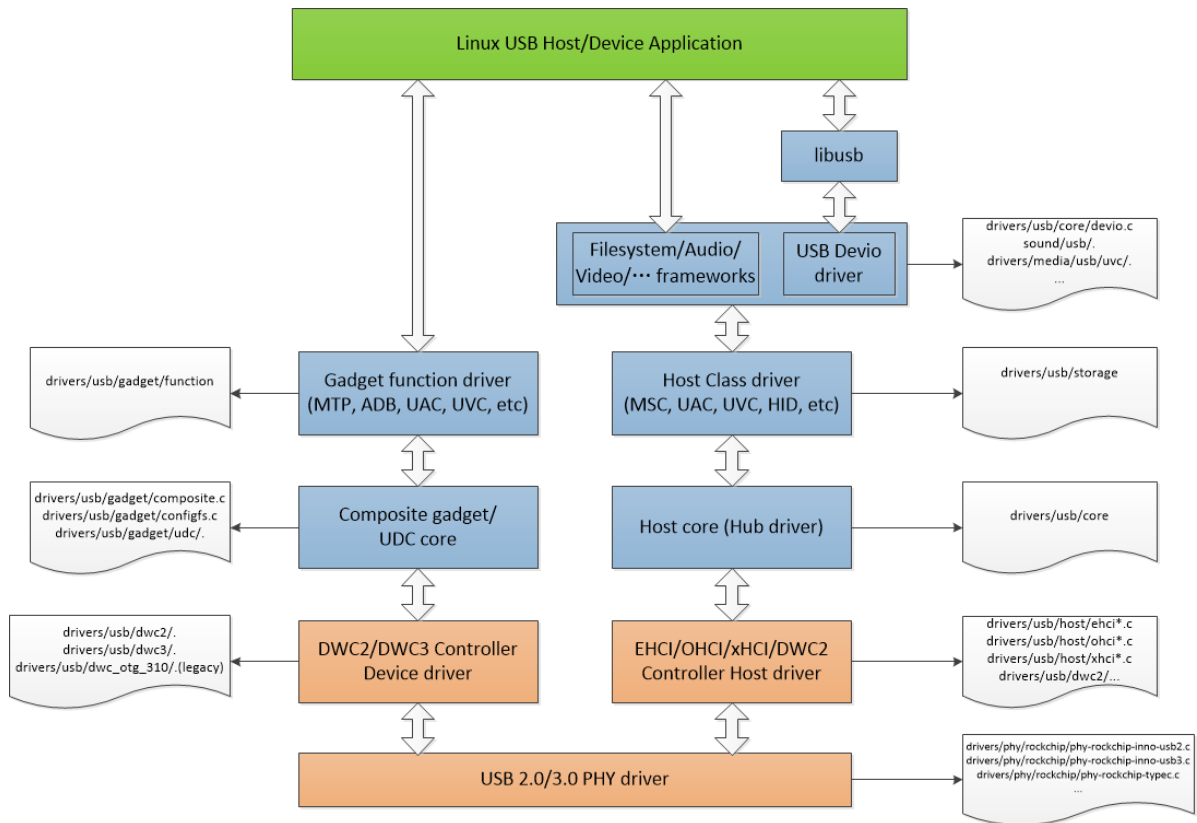 Linux USB Host/Device Application
libusb
Filesystem/Audio/
Video/··· frameworks
USB Devio
driver
drivers/usb/core/devio.c
sound/usb/.
drivers/media/usb/uvc/.
...
drivers/usb/gadget/function
Gadget function driver
(MTP, ADB, UAC, UVC, etc)
Host Class driver
(MSC, UAC, UVC, HID, etc)
drivers/usb/storage
drivers/usb/gadget/composite.c
drivers/usb/gadget/configfs.c
drivers/usb/gadget/udc/.
Composite gadget/
UDC core
Host core (Hub driver)
drivers/usb/core
drivers/usb/dwc2/.
drivers/usb/dwc3/.
drivers/usb/dwc_otg_310/.(legacy)
DWC2/DWC3 Controller
Device driver
EHCI/OHCI/xHCI/DWC2
Controller Host driver
drivers/usb/host/ehci*.c
drivers/usb/host/ohci*.c
drivers/usb/host/xhci*.c
drivers/usb/dwc2/...
USB 2.0/3.0 PHY driver
drivers/phy/rockchip/phy-rockchip-inno-usb2.c
drivers/phy/rockchip/phy-rockchip-inno-usb3.c
drivers/phy/rockchip/phy-rockchip-typec.c
...